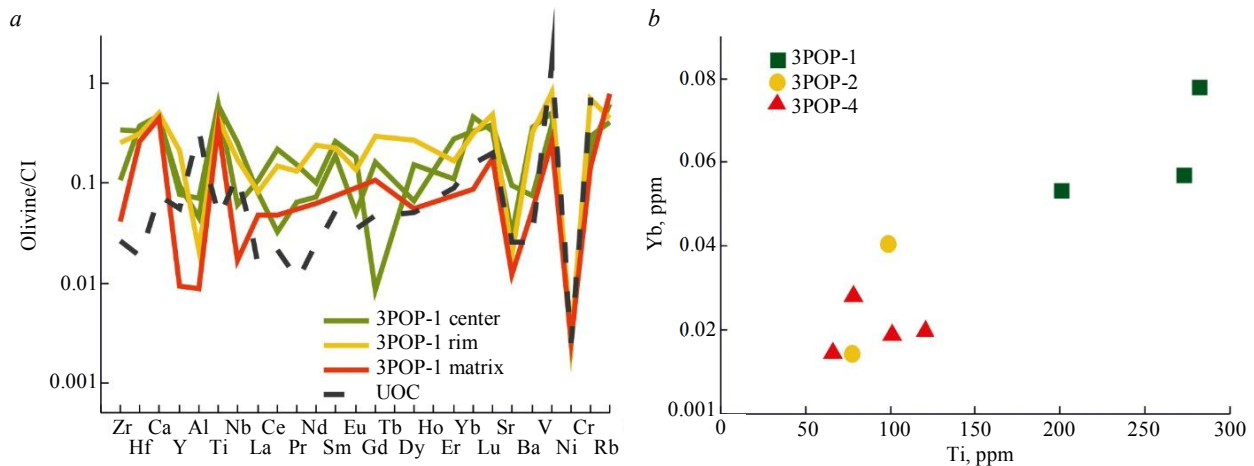 a
Olivine/CI
1
0.1
0.01
0.001
3POP-1 center
3POP-1 rim
3POP-1 matrix
UOC
Zr Ca Al Nb Ce Nd Eu Tb Ho Yb Sr V Cr
Hf Y Ti La Pr Sm Gd Dy Er Lu Ba Ni Rb
b
Yb, ppm
0.08
0.06
0.04
0.02
0.001
3POP-1
3POP-2
3POP-4
0 50 100 150 200 250 300
Ti, ppm